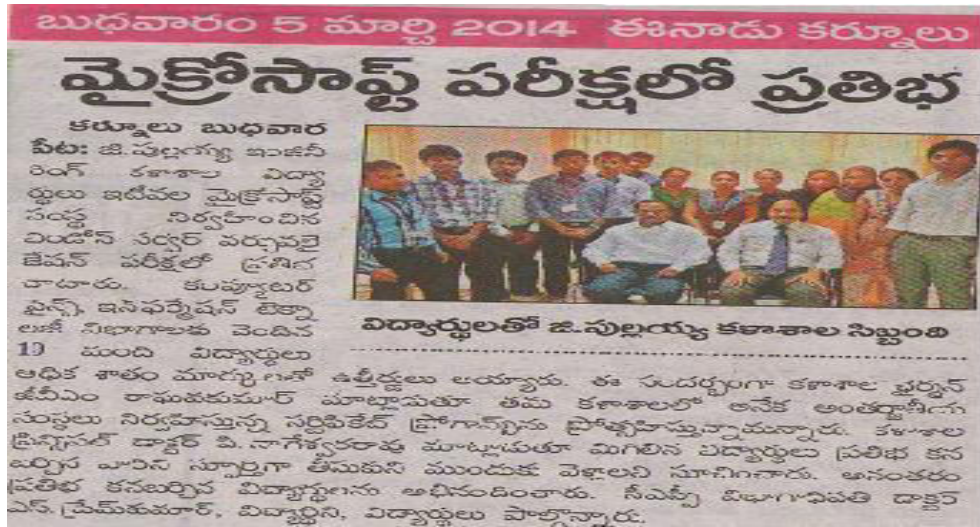 బుధవారం 5 మార్చి 2014 ఈనాడు కర్నూలు
మైక్రోసాఫ్ట్ పరీక్షలో ప్రతిభ
కర్నూలు బుధవార
పేట: జి.పుల్లయ్య ఇంజినీ
రింగ్ కళాశాల విద్యా
ర్థులు ఇటీవల మైక్రోసాఫ్ట్
సంస్థ నిర్వహించిన
విండోస్ సర్వర్ వర్చువలై
జేషన్ పరీక్షలో ప్రతిభ
చాటారు. కంప్యూటర్
సైన్స్, ఇన్ఫర్మేషన్ టెక్నా
లజీ విభాగాలకు చెందిన
19 మంది విద్యార్థులు
విద్యార్థులతో జి.పుల్లయ్య కళాశాల సిబ్బంది
అధిక శాతం మార్కులతో ఉత్తీర్ణులు అయ్యారు. ఈ సందర్భంగా కళాశాల ఛైర్మన్
జీవీఎం రాఘవకుమార్ మాట్లాడుతూ తమ కళాశాలలో అనేక అంతర్జాతీయ
సంస్థలు నిర్వహిస్తున్న సర్టిఫికేట్ ప్రోగామ్స్‌ను ప్రోత్సహిస్తున్నామన్నారు. కళాశాల
ప్రిన్సిపల్ డాక్టర్ పి.నాగేశ్వరరావు మాట్లాడుతూ మిగిలిన విద్యార్థులు ప్రతిభ కన
బర్చిన వారిని స్ఫూర్తిగా తీసుకుని ముందుకు వెళ్లాలని సూచించారు. అనంతరం
ప్రతిభ కనబర్చిన విద్యార్థులను అభినందించారు. సీఎస్‌ఈ విభాగాధిపతి డాక్టర్
ఎస్.ప్రేమ్‌కుమార్, విద్యార్థిని, విద్యార్థులు పాల్గొన్నారు.